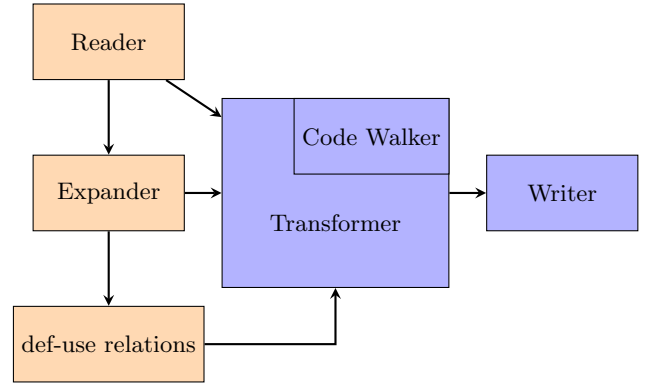 Reader
Code Walker
Expander
Writer
Transformer
def-use relations